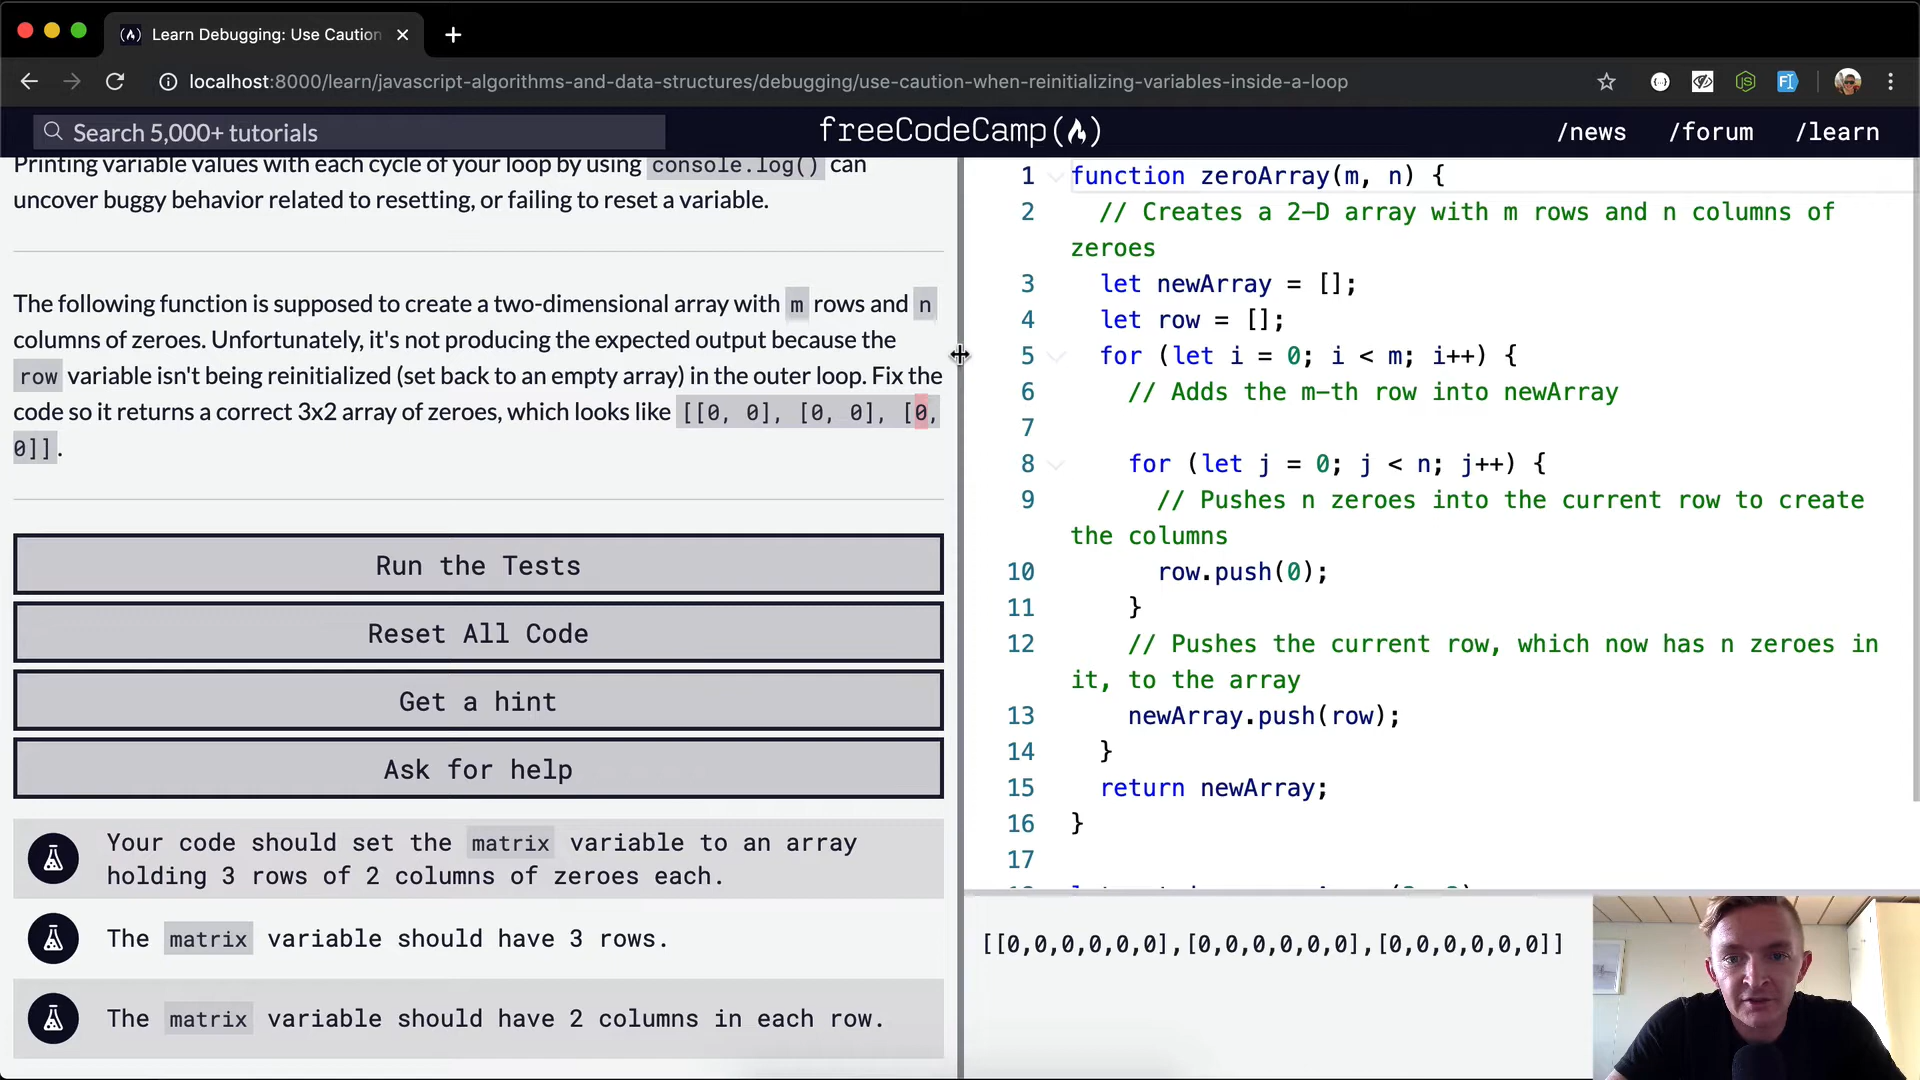 Learn Debugging: Use Caution
localhost:8000/learn/javascript-algorithms-and-data-structures/debugging/use-caution-when-reinitializing-variables-inside-a-loop
Search 5,000+ tutorials
freeCodeCamp
/news
/forum
/learn
Printing variable values with each cycle of your loop by using console.log() can
uncover buggy behavior related to resetting, or failing to reset a variable.
The following function is supposed to create a two-dimensional array with m rows and n
columns of zeroes. Unfortunately, it's not producing the expected output because the
row variable isn't being reinitialized (set back to an empty array) in the outer loop. Fix the
code so it returns a correct 3x2 array of zeroes, which looks like [[0, 0], [0, 0], [0,
0]].
Run the Tests
Reset All Code
Get a hint
Ask for help
Your code should set the matrix variable to an array
holding 3 rows of 2 columns of zeroes each.
The matrix variable should have 3 rows.
The matrix variable should have 2 columns in each row.
1 function zeroArray(m, n) {
2 // Creates a 2-D array with m rows and n columns of
zeroes
3 let newArray = [];
4 let row = [];
5 for (let i = 0; i < m; i++) {
6 // Adds the m-th row into newArray
7
8 for (let j = 0; j < n; j++) {
9 // Pushes n zeroes into the current row to create
the columns
10 row.push(0);
11 }
12 // Pushes the current row, which now has n zeroes in
it, to the array
13 newArray.push(row);
14 }
15 return newArray;
16 }
17
[[0,0,0,0,0,0],[0,0,0,0,0,0],[0,0,0,0,0,0]]